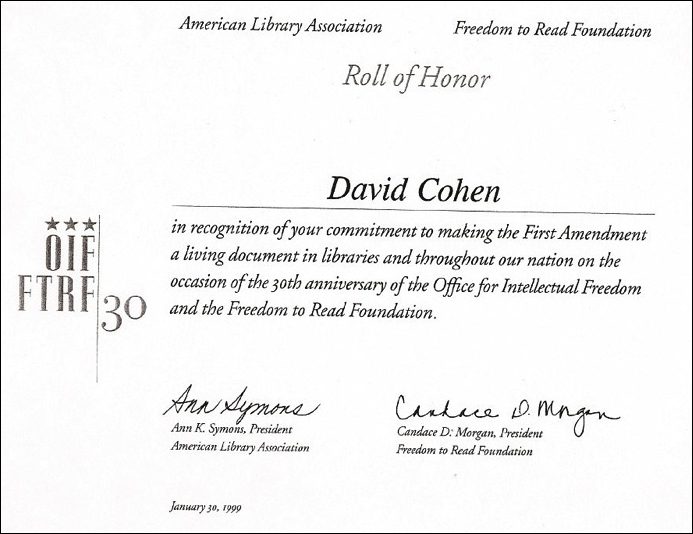 American Library Association Freedom to Read Foundation
Roll of Honor
David Cohen
in recognition of your commitment to making the First Amendment
a living document in libraries and throughout our nation on the
occasion of the 30th anniversary of the Office for Intellectual Freedom
and the Freedom to Read Foundation.
★★★
OIF
FTRF 30
Ann Symons Candace D. Morgan
Ann K. Symons, President
American Library Association
Candace D. Morgan, President
Freedom to Read Foundation
January 30, 1999